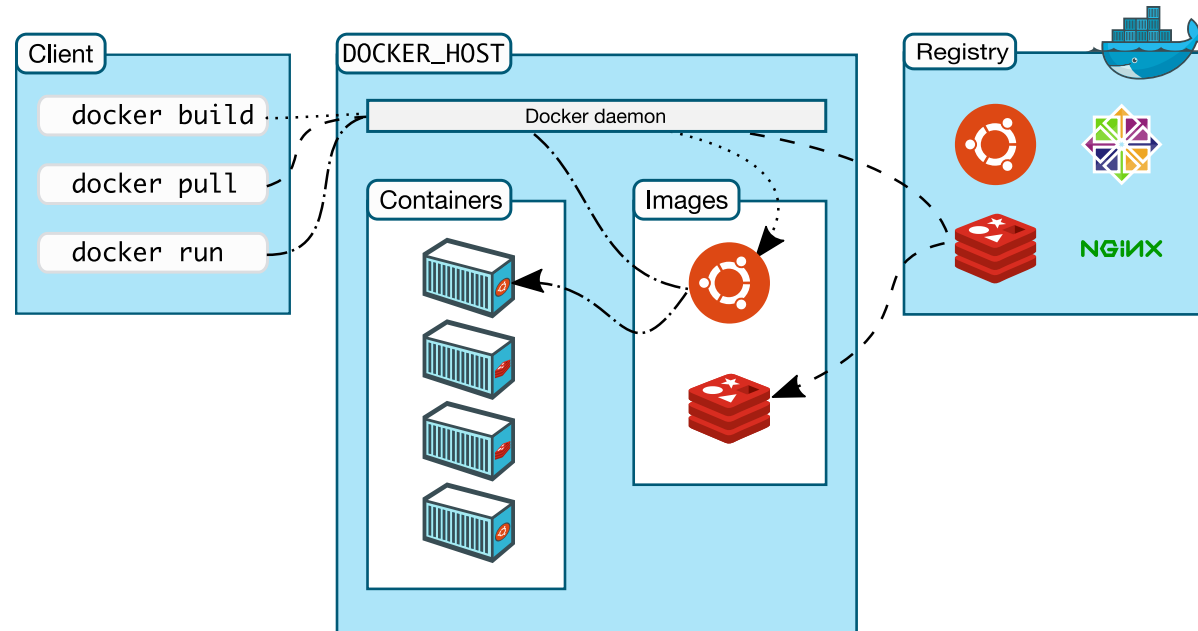 Client
docker build
docker pull
docker run
DOCKER_HOST
Docker daemon
Containers
Images
Registry
NGiNX